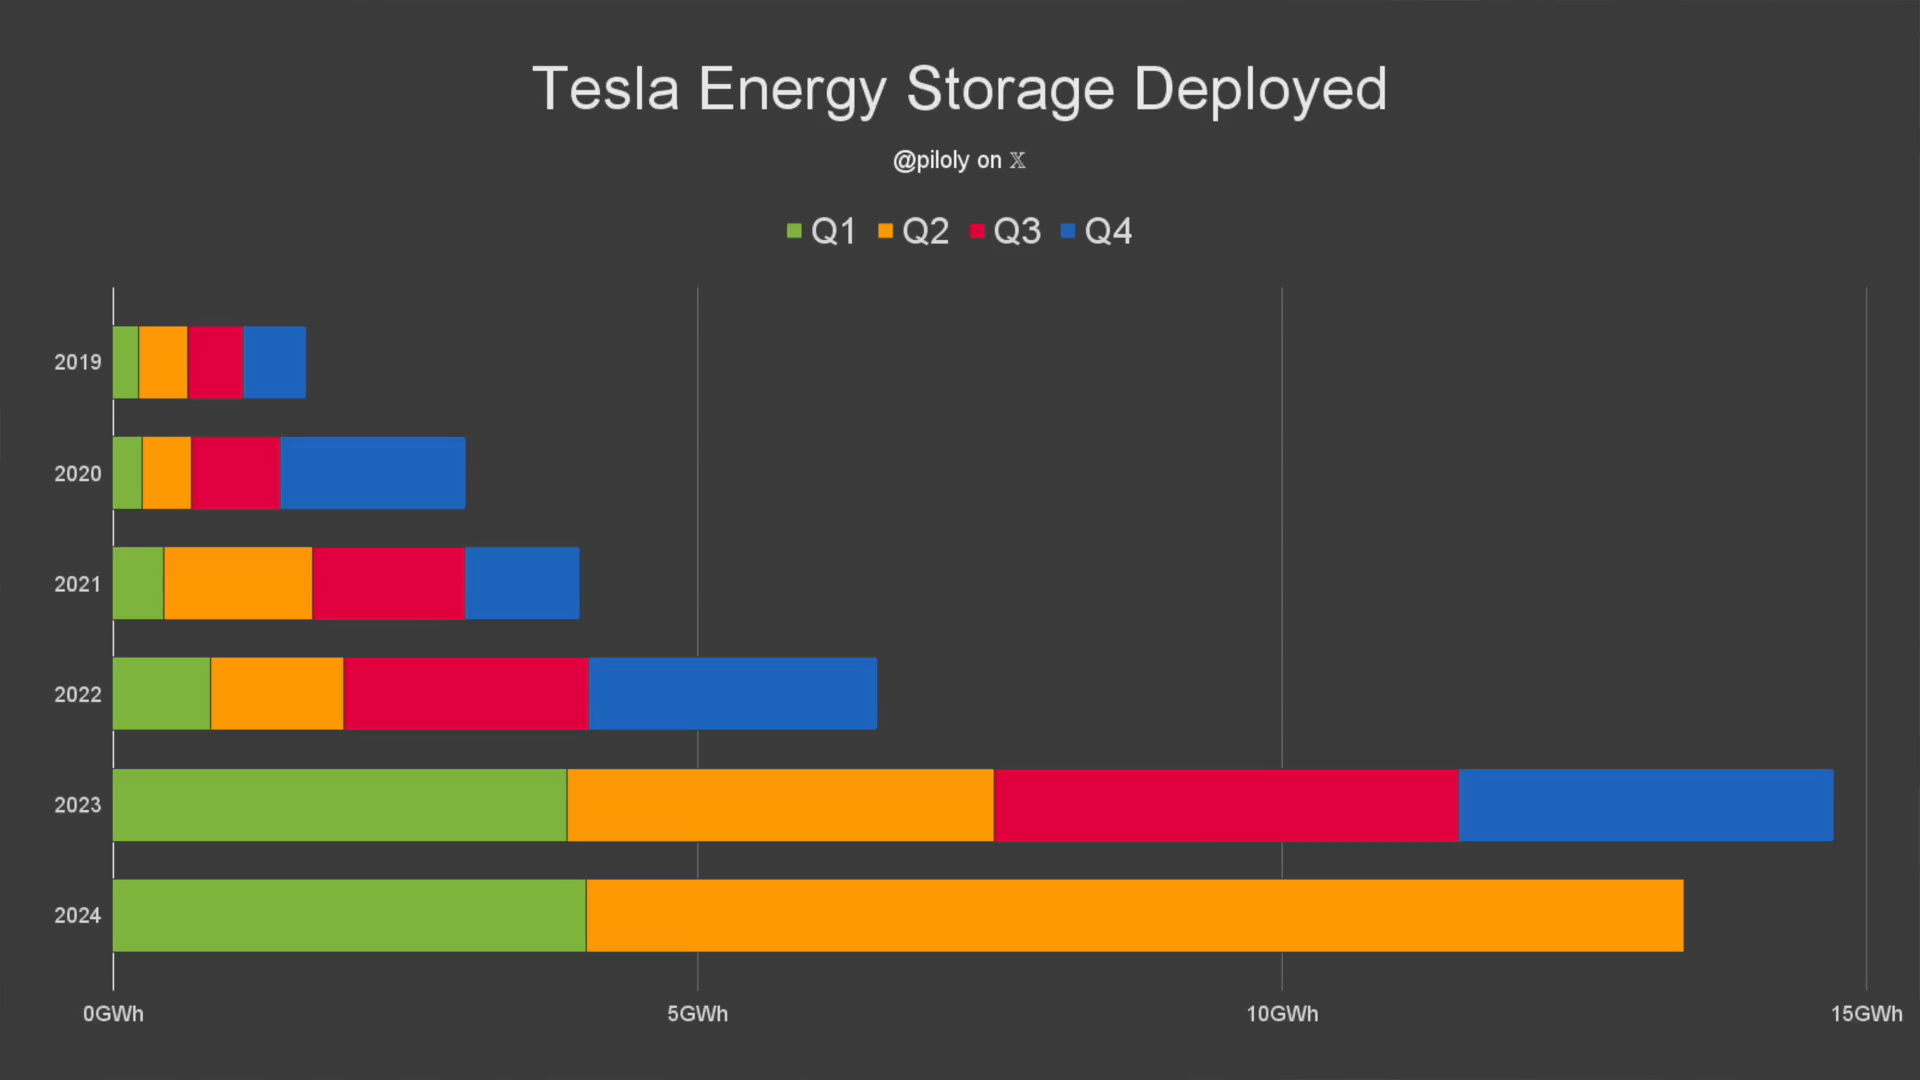 Tesla Energy Storage Deployed
@piloly on 𝕏
Q1 Q2 Q3 Q4
2019
2020
2021
2022
2023
2024
0GWh 5GWh 10GWh 15GWh